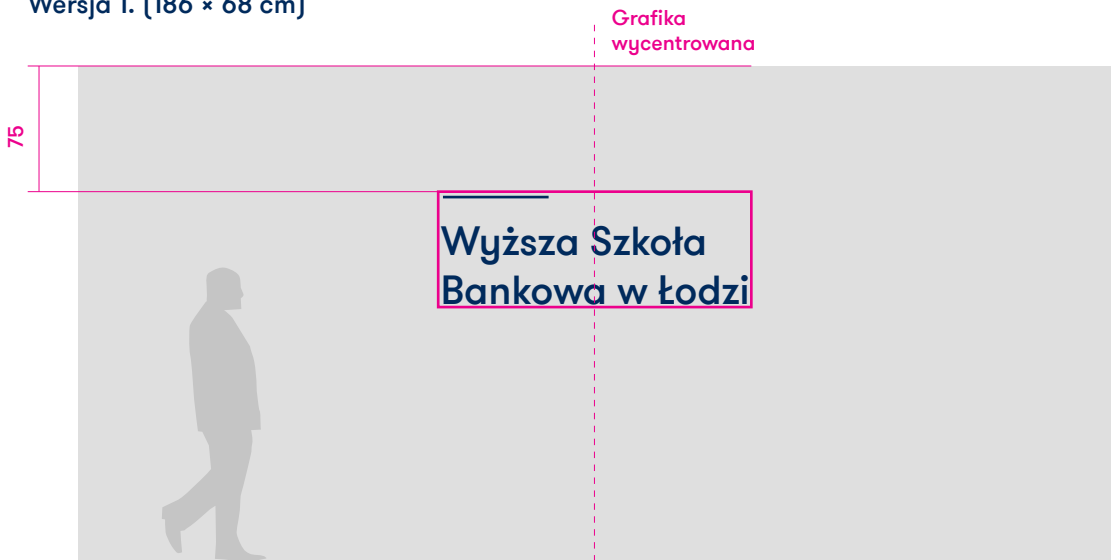 Wersja 1. (186 × 68 cm)
Grafika
wycentrowana
75
Wyższa Szkoła
Bankowa w Łodzi